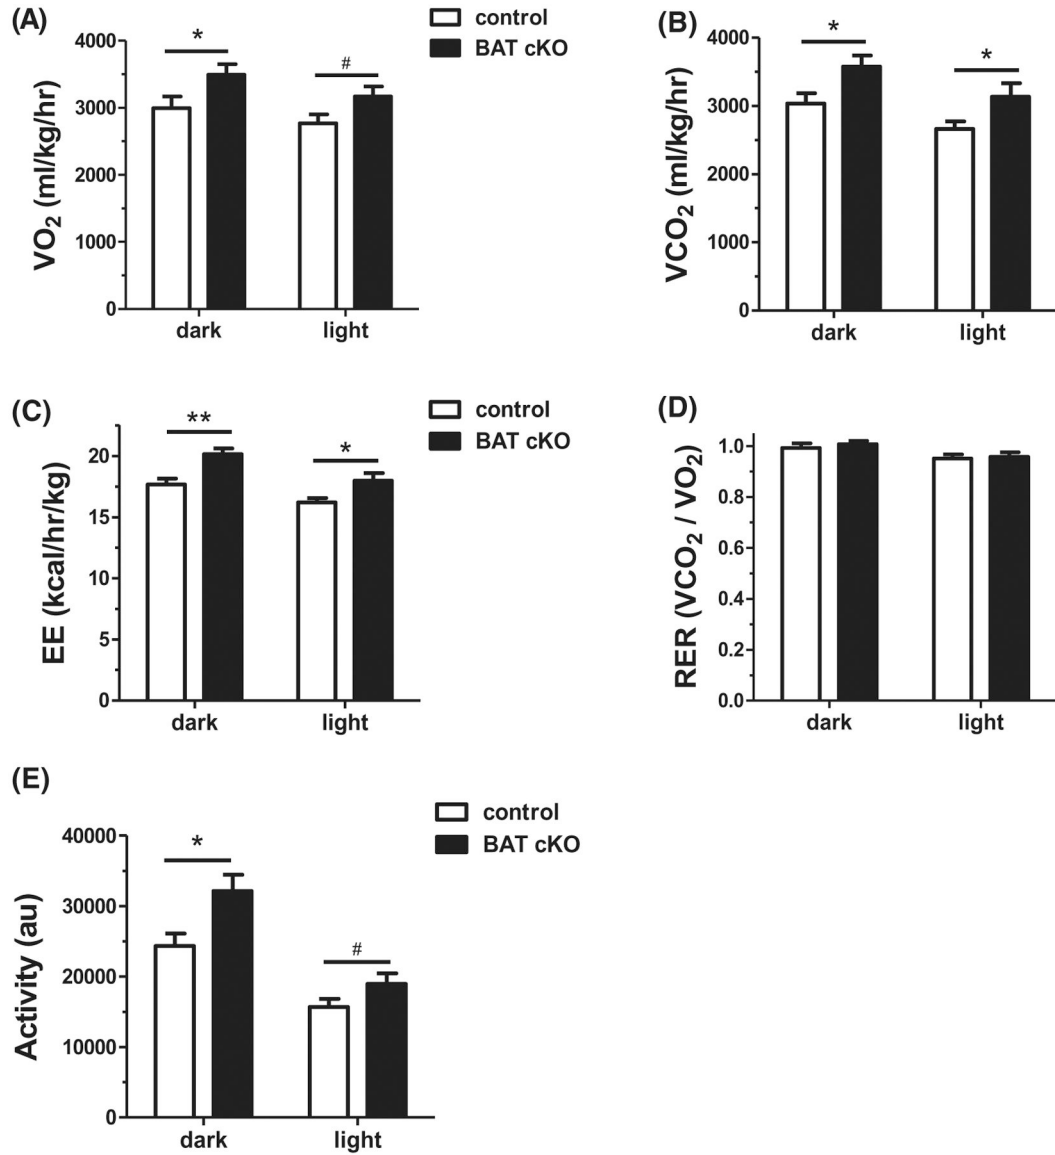 (A)
control
BAT cKO
VO₂ (ml/kg/hr)
4000
3000
2000
1000
0
*
#
dark
light
(B)
VCO₂ (ml/kg/hr)
4000
3000
2000
1000
0
*
*
dark
light
(C)
control
BAT cKO
EE (kcal/hr/kg)
20
15
10
5
0
**
*
dark
light
(D)
RER (VCO₂ / VO₂)
1.0
0.8
0.6
0.4
0.2
0.0
dark
light
(E)
control
BAT cKO
Activity (au)
40000
30000
20000
10000
0
*
#
dark
light